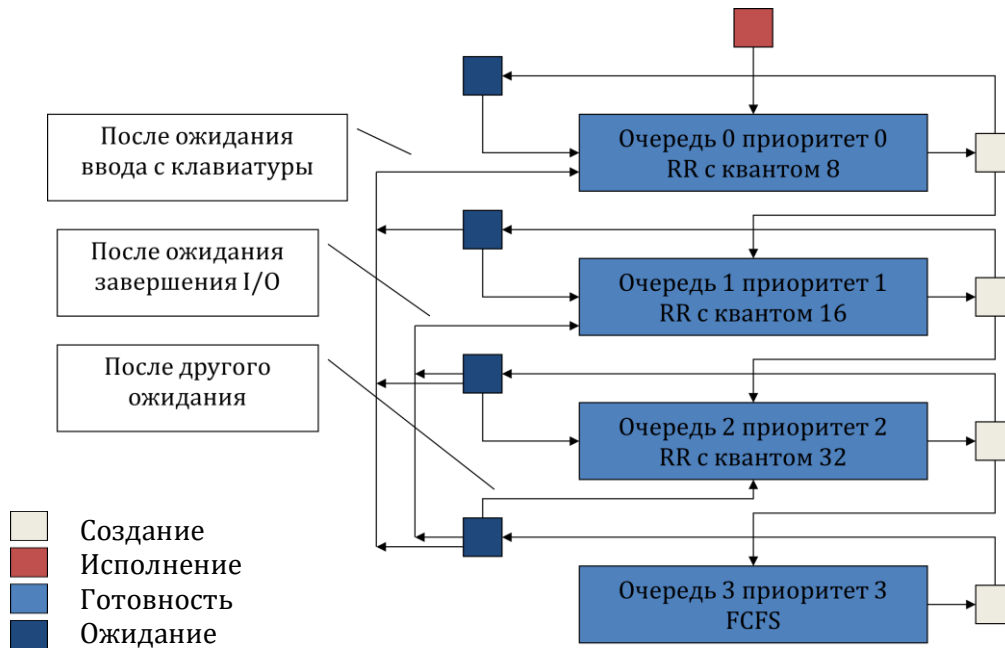 После ожидания
ввода с клавиатуры
Очередь 0 приоритет 0
RR с квантом 8
После ожидания
завершения I/O
Очередь 1 приоритет 1
RR с квантом 16
После другого
ожидания
Очередь 2 приоритет 2
RR с квантом 32
Создание
Исполнение
Готовность
Ожидание
Очередь 3 приоритет 3
FCFS